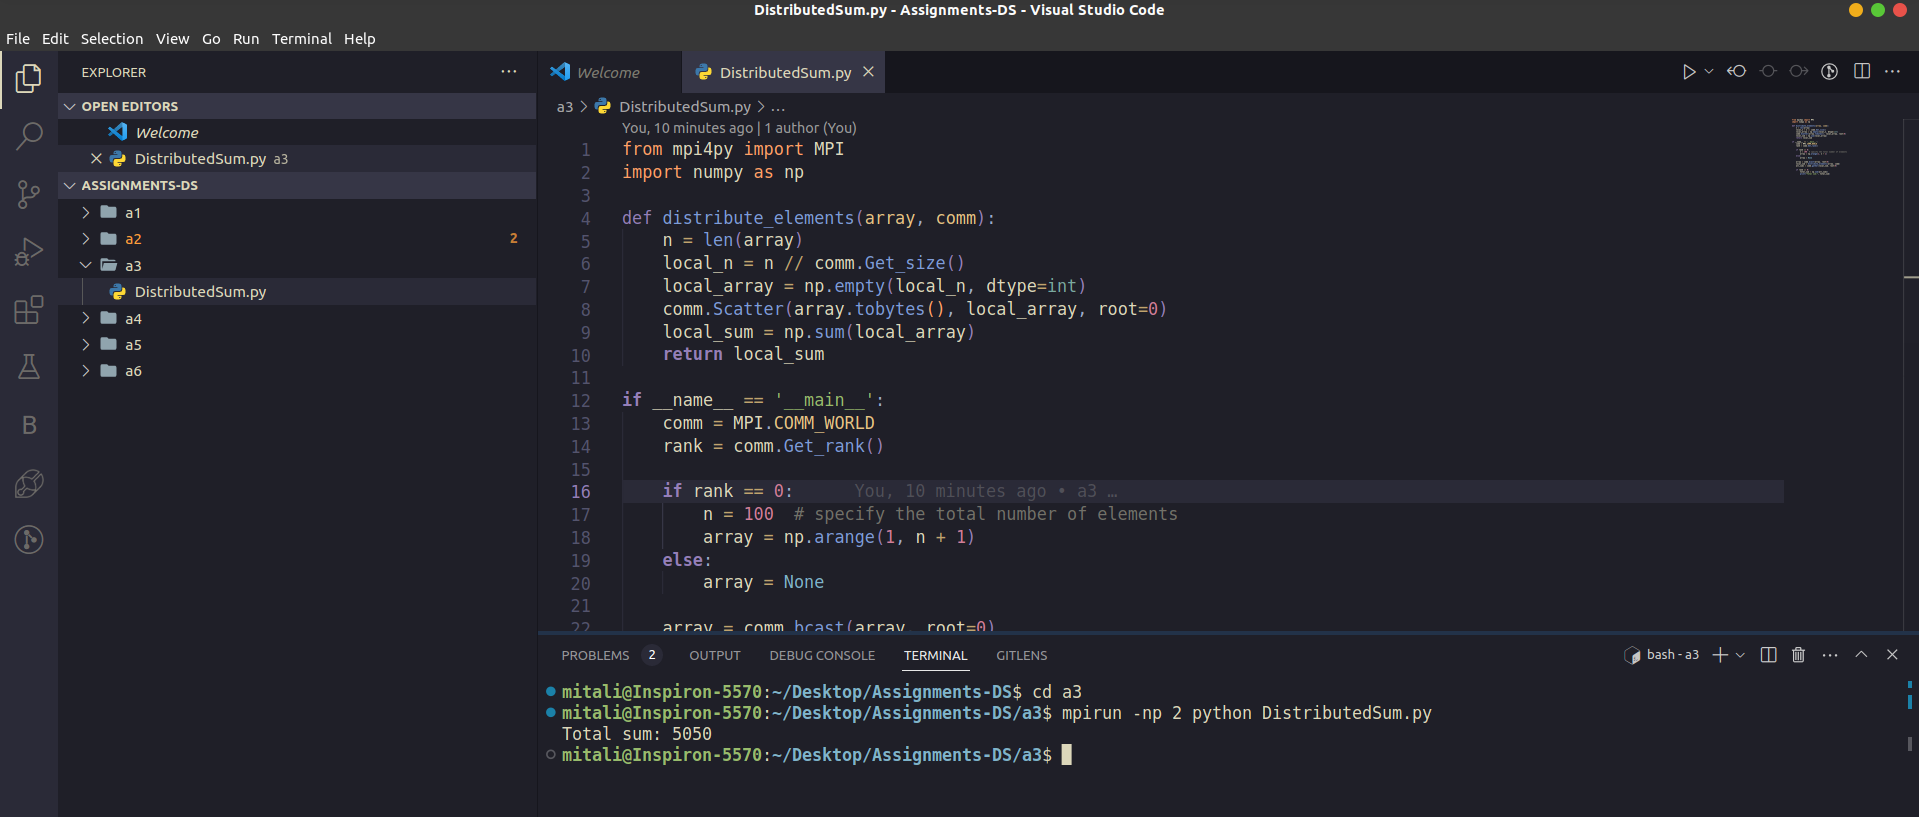 DistributedSum.py - Assignments-DS - Visual Studio Code
File Edit Selection View Go Run Terminal Help
EXPLORER
OPEN EDITORS
Welcome
DistributedSum.py a3
ASSIGNMENTS-DS
a1
a2 2
a3
DistributedSum.py
a4
a5
a6
B
Welcome
DistributedSum.py
a3 > DistributedSum.py > ...
You, 10 minutes ago | 1 author (You)
1 from mpi4py import MPI
2 import numpy as np
3
4 def distribute_elements(array, comm):
5     n = len(array)
6     local_n = n // comm.Get_size()
7     local_array = np.empty(local_n, dtype=int)
8     comm.Scatter(array.tobytes(), local_array, root=0)
9     local_sum = np.sum(local_array)
10     return local_sum
11
12 if __name__ == '__main__':
13     comm = MPI.COMM_WORLD
14     rank = comm.Get_rank()
15
16     if rank == 0: You, 10 minutes ago • a3 …
17         n = 100  # specify the total number of elements
18         array = np.arange(1, n + 1)
19     else:
20         array = None
21
22     array = comm.bcast(array, root=0)
PROBLEMS 2 OUTPUT DEBUG CONSOLE TERMINAL GITLENS
bash - a3
mitali@Inspiron-5570:~/Desktop/Assignments-DS$ cd a3
mitali@Inspiron-5570:~/Desktop/Assignments-DS/a3$ mpirun -np 2 python DistributedSum.py
Total sum: 5050
mitali@Inspiron-5570:~/Desktop/Assignments-DS/a3$